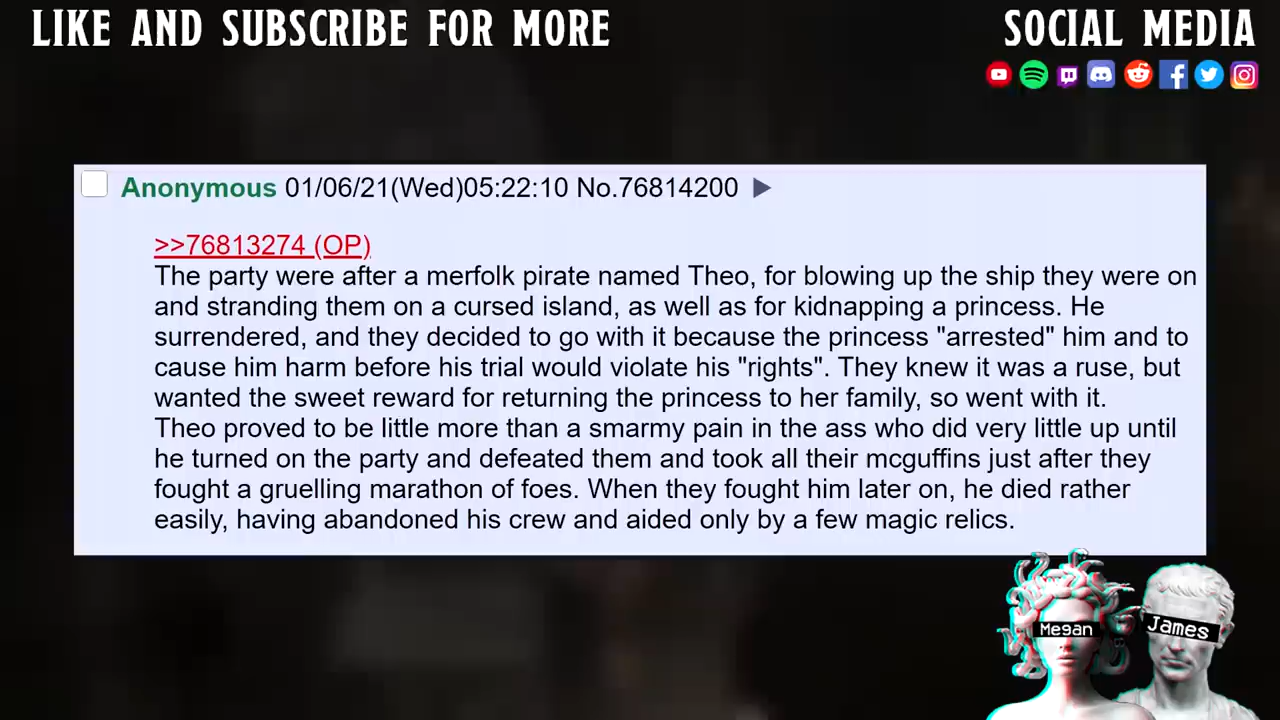 LIKE AND SUBSCRIBE FOR MORE
SOCIAL MEDIA
Anonymous 01/06/21(Wed)05:22:10 No.76814200 ▶
>>76813274 (OP)
The party were after a merfolk pirate named Theo, for blowing up the ship they were on
and stranding them on a cursed island, as well as for kidnapping a princess. He
surrendered, and they decided to go with it because the princess "arrested" him and to
cause him harm before his trial would violate his "rights". They knew it was a ruse, but
wanted the sweet reward for returning the princess to her family, so went with it.
Theo proved to be little more than a smarmy pain in the ass who did very little up until
he turned on the party and defeated them and took all their mcguffins just after they
fought a gruelling marathon of foes. When they fought him later on, he died rather
easily, having abandoned his crew and aided only by a few magic relics.
Megan
James